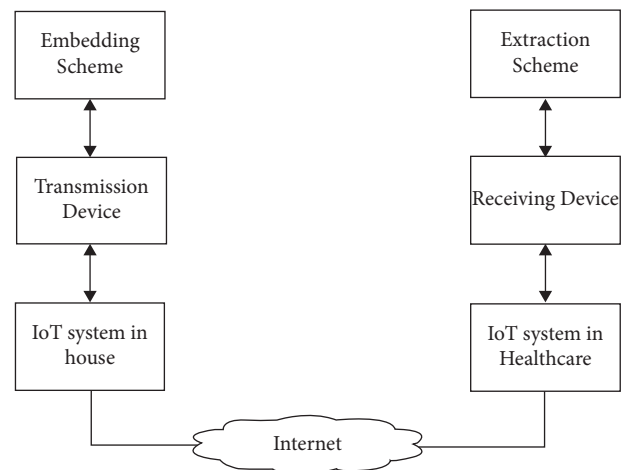 Embedding
Scheme
Extraction
Scheme
Transmission
Device
Receiving Device
IoT system in
house
IoT system in
Healthcare
Internet